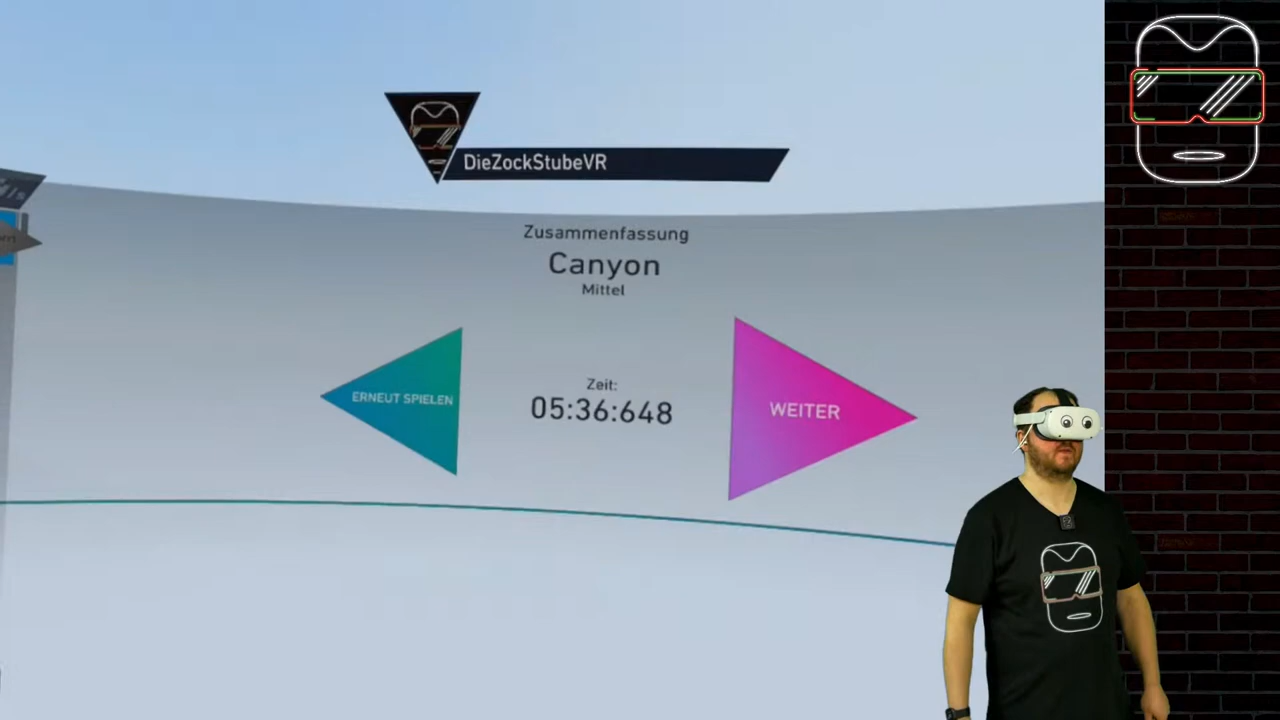 DieZockStubeVR
Zusammenfassung
Canyon
Mittel
ERNEUT SPIELEN
Zeit:
05:36:648
WEITER